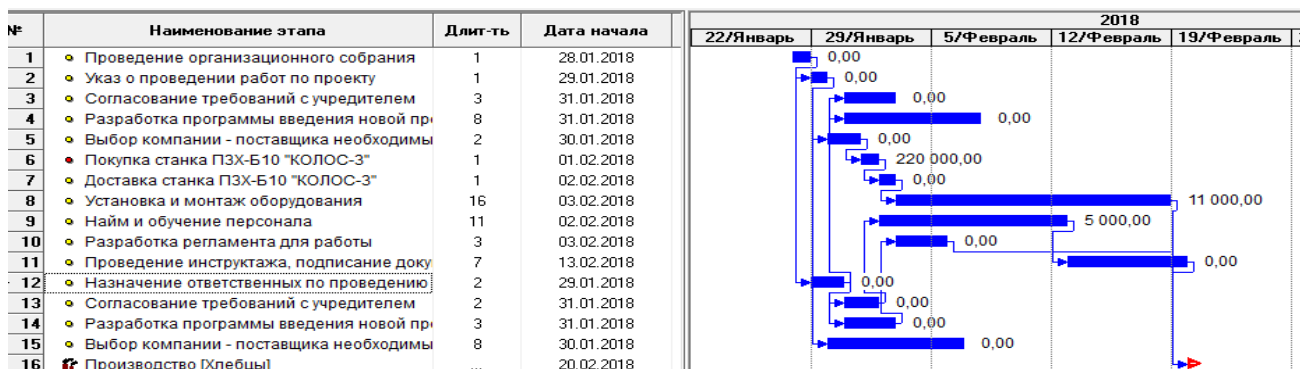 № Наименование этапа Длит-ть Дата начала 2018
22/Январь 29/Январь 5/Февраль 12/Февраль 19/Февраль
1 Проведение организационного собрания 1 28.01.2018 0,00
2 Указ о проведении работ по проекту 1 29.01.2018 0,00
3 Согласование требований с учредителем 3 31.01.2018 0,00
4 Разработка программы введения новой про 8 31.01.2018 0,00
5 Выбор компании - поставщика необходимы 2 30.01.2018 0,00
6 Покупка станка ПЗХ-Б10 "КОЛОС-3" 1 01.02.2018 220 000,00
7 Доставка станка ПЗХ-Б10 "КОЛОС-3" 1 02.02.2018 0,00
8 Установка и монтаж оборудования 16 03.02.2018 11 000,00
9 Найм и обучение персонала 11 02.02.2018 5 000,00
10 Разработка регламента для работы 3 03.02.2018 0,00
11 Проведение инструктажа, подписание доку 7 13.02.2018 0,00
12 Назначение ответственных по проведению 2 29.01.2018 0,00
13 Согласование требований с учредителем 2 31.01.2018 0,00
14 Разработка программы введения новой про 3 31.01.2018 0,00
15 Выбор компании - поставщика необходимы 8 30.01.2018 0,00
16 Производство [Хлебцы] ... 20.02.2018